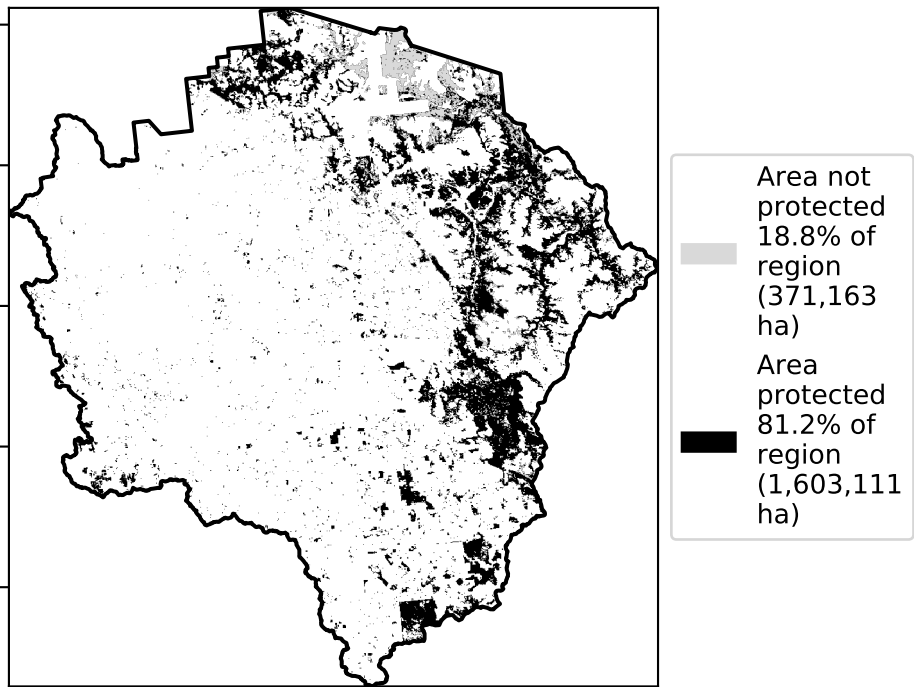 Area not
protected
18.8% of
region
(371,163
ha)
Area
protected
81.2% of
region
(1,603,111
ha)